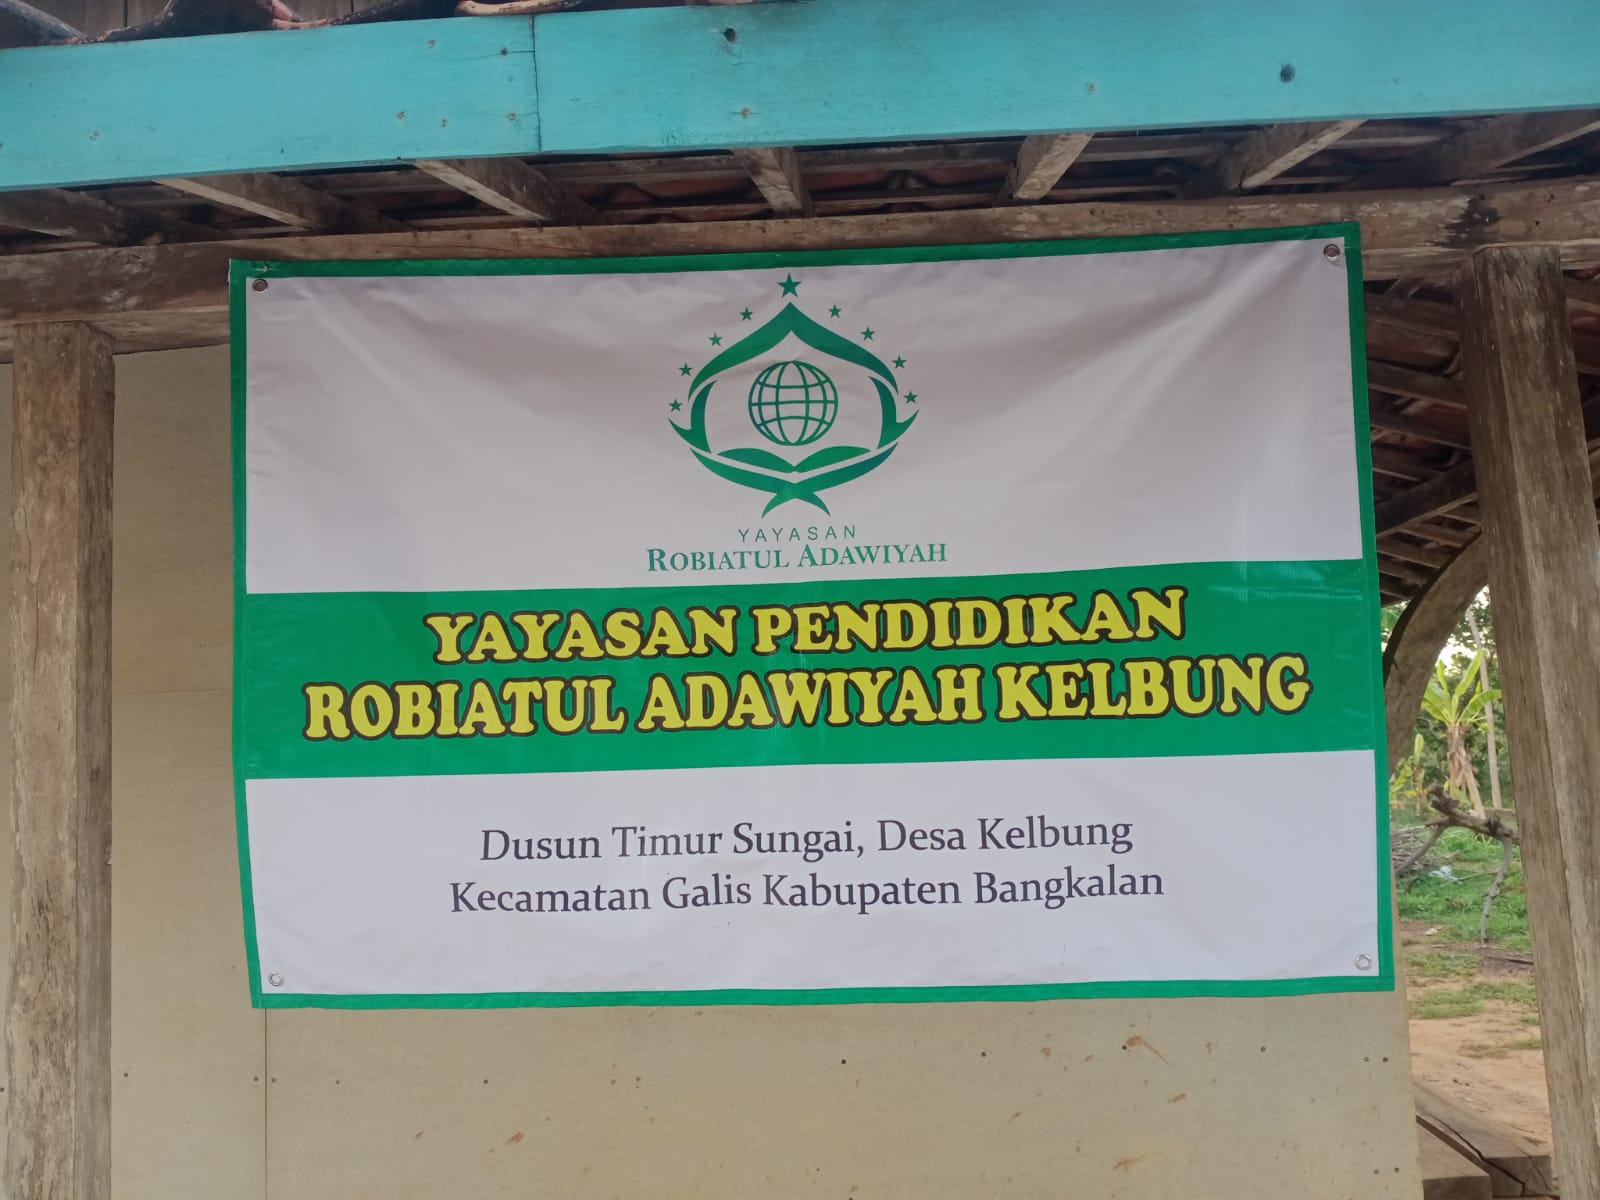 YAYASAN
ROBIATUL ADAWIYAH
YAYASAN PENDIDIKAN
ROBIATUL ADAWIYAH KELBUNG
Dusun Timur Sungai, Desa Kelbung
Kecamatan Galis Kabupaten Bangkalan